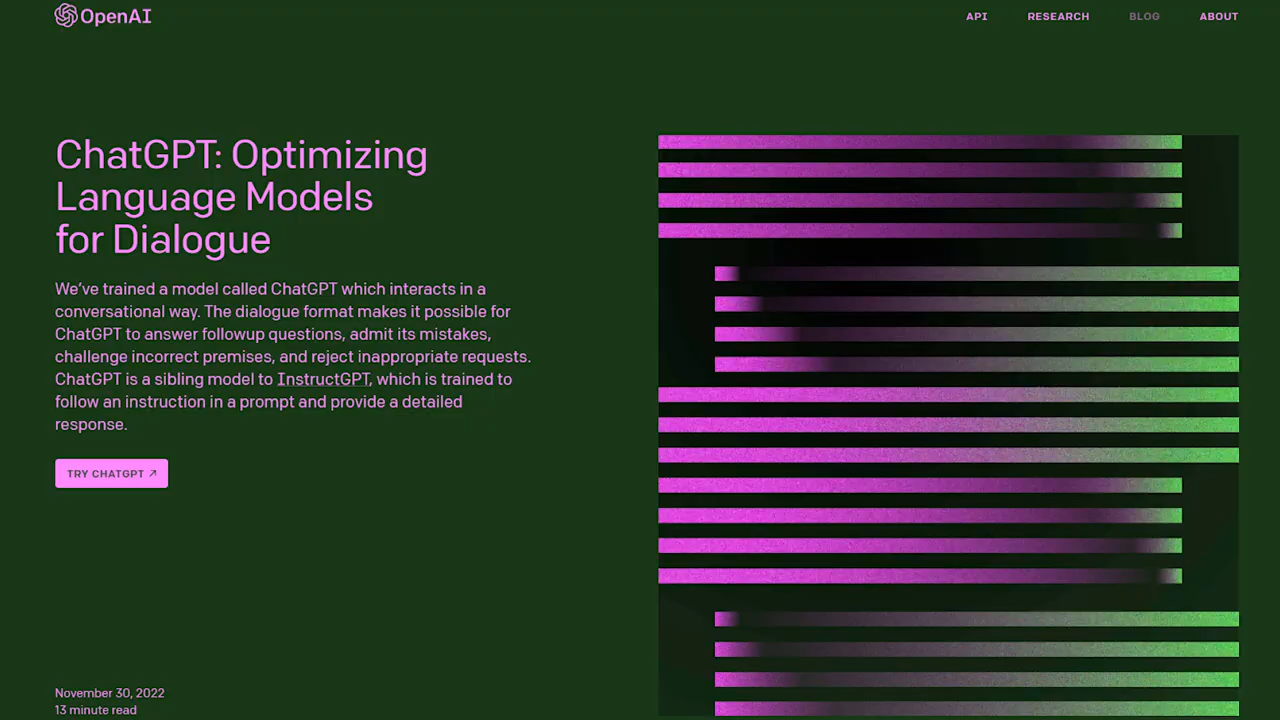 OpenAI
API RESEARCH BLOG ABOUT
ChatGPT: Optimizing
Language Models
for Dialogue
We’ve trained a model called ChatGPT which interacts in a
conversational way. The dialogue format makes it possible for
ChatGPT to answer followup questions, admit its mistakes,
challenge incorrect premises, and reject inappropriate requests.
ChatGPT is a sibling model to InstructGPT, which is trained to
follow an instruction in a prompt and provide a detailed
response.
TRY CHATGPT ↗
November 30, 2022
13 minute read